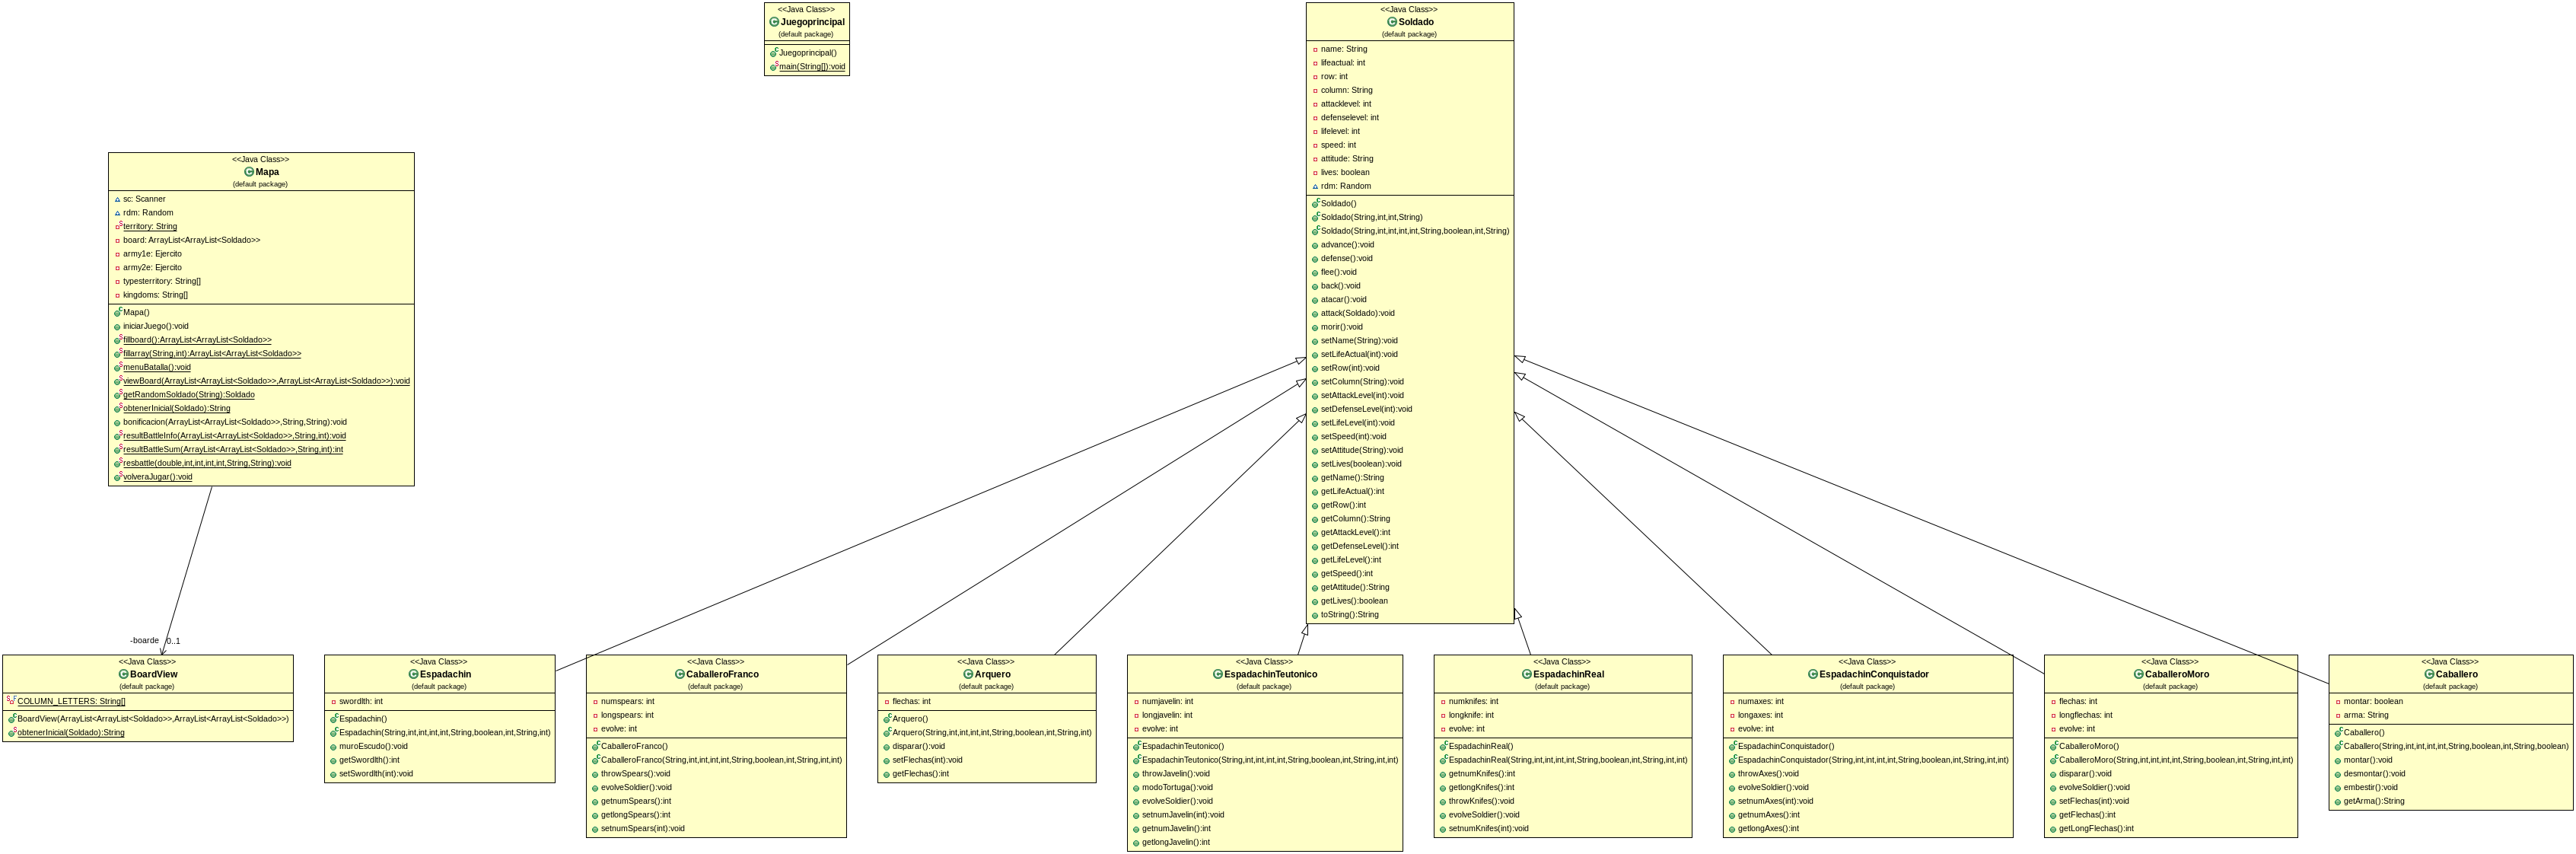 <<Java Class>>
Juegoprincipal
(default package)
Juegoprincipal()
main(String[]):void
<<Java Class>>
Soldado
(default package)
name: String
lifeactual: int
row: int
column: String
attacklevel: int
defenselevel: int
lifelevel: int
speed: int
attitude: String
lives: boolean
rdm: Random
Soldado()
Soldado(String,int,int,String)
Soldado(String,int,int,int,int,String,boolean,int,String)
advance():void
defense():void
flee():void
back():void
atacar():void
attack(Soldado):void
morir():void
setName(String):void
setLifeActual(int):void
setRow(int):void
setColumn(String):void
setAttackLevel(int):void
setDefenseLevel(int):void
setLifeLevel(int):void
setSpeed(int):void
setAttitude(String):void
setLives(boolean):void
getName():String
getLifeActual():int
getRow():int
getColumn():String
getAttackLevel():int
getDefenseLevel():int
getLifeLevel():int
getSpeed():int
getAttitude():String
getLives():boolean
toString():String
<<Java Class>>
Mapa
(default package)
sc: Scanner
rdm: Random
territory: String
board: ArrayList<ArrayList<Soldado>>
army1e: Ejercito
army2e: Ejercito
typesterritory: String[]
kingdoms: String[]
Mapa()
iniciarJuego():void
fillboard():ArrayList<ArrayList<Soldado>>
fillarray(String,int):ArrayList<ArrayList<Soldado>>
menuBatalla():void
viewBoard(ArrayList<ArrayList<Soldado>>,ArrayList<ArrayList<Soldado>>):void
getRandomSoldado(String):Soldado
obtenerInicial(Soldado):String
bonificacion(ArrayList<ArrayList<Soldado>>,String,String):void
resultBattleInfo(ArrayList<ArrayList<Soldado>>,String,int):void
resultBattleSum(ArrayList<ArrayList<Soldado>>,String,int):int
resbattle(double,int,int,int,int,String,String):void
volveraJugar():void
-boarde 0..1
<<Java Class>>
BoardView
(default package)
COLUMN_LETTERS: String[]
BoardView(ArrayList<ArrayList<Soldado>>,ArrayList<ArrayList<Soldado>>)
obtenerInicial(Soldado):String
<<Java Class>>
Espadachin
(default package)
swordlth: int
Espadachin()
Espadachin(String,int,int,int,int,String,boolean,int,String,int)
muroEscudo():void
getSwordlth():int
setSwordlth(int):void
<<Java Class>>
CaballeroFranco
(default package)
numspears: int
longspears: int
evolve: int
CaballeroFranco()
CaballeroFranco(String,int,int,int,int,String,boolean,int,String,int,int)
throwSpears():void
evolveSoldier():void
getnumSpears():int
getlongSpears():int
setnumSpears(int):void
<<Java Class>>
Arquero
(default package)
flechas: int
Arquero()
Arquero(String,int,int,int,int,String,boolean,int,String,int)
disparar():void
setFlechas(int):void
getFlechas():int
<<Java Class>>
EspadachinTeutonico
(default package)
numjavelin: int
longjavelin: int
evolve: int
EspadachinTeutonico()
EspadachinTeutonico(String,int,int,int,int,String,boolean,int,String,int,int)
throwJavelin():void
modoTortuga():void
evolveSoldier():void
setnumJavelin(int):void
getnumJavelin():int
getlongJavelin():int
<<Java Class>>
EspadachinReal
(default package)
numknifes: int
longknife: int
evolve: int
EspadachinReal()
EspadachinReal(String,int,int,int,int,String,boolean,int,String,int,int)
getnumKnifes():int
getlongKnifes():int
throwKnifes():void
evolveSoldier():void
setnumKnifes(int):void
<<Java Class>>
EspadachinConquistador
(default package)
numaxes: int
longaxes: int
evolve: int
EspadachinConquistador()
EspadachinConquistador(String,int,int,int,int,String,boolean,int,String,int,int)
throwAxes():void
evolveSoldier():void
setnumAxes(int):void
getnumAxes():int
getlongAxes():int
<<Java Class>>
CaballeroMoro
(default package)
flechas: int
longflechas: int
evolve: int
CaballeroMoro()
CaballeroMoro(String,int,int,int,int,String,boolean,int,String,int,int)
disparar():void
evolveSoldier():void
setFlechas(int):void
getFlechas():int
getLongFlechas():int
<<Java Class>>
Caballero
(default package)
montar: boolean
arma: String
Caballero()
Caballero(String,int,int,int,int,String,boolean,int,String,boolean)
montar():void
desmontar():void
embestir():void
getArma():String